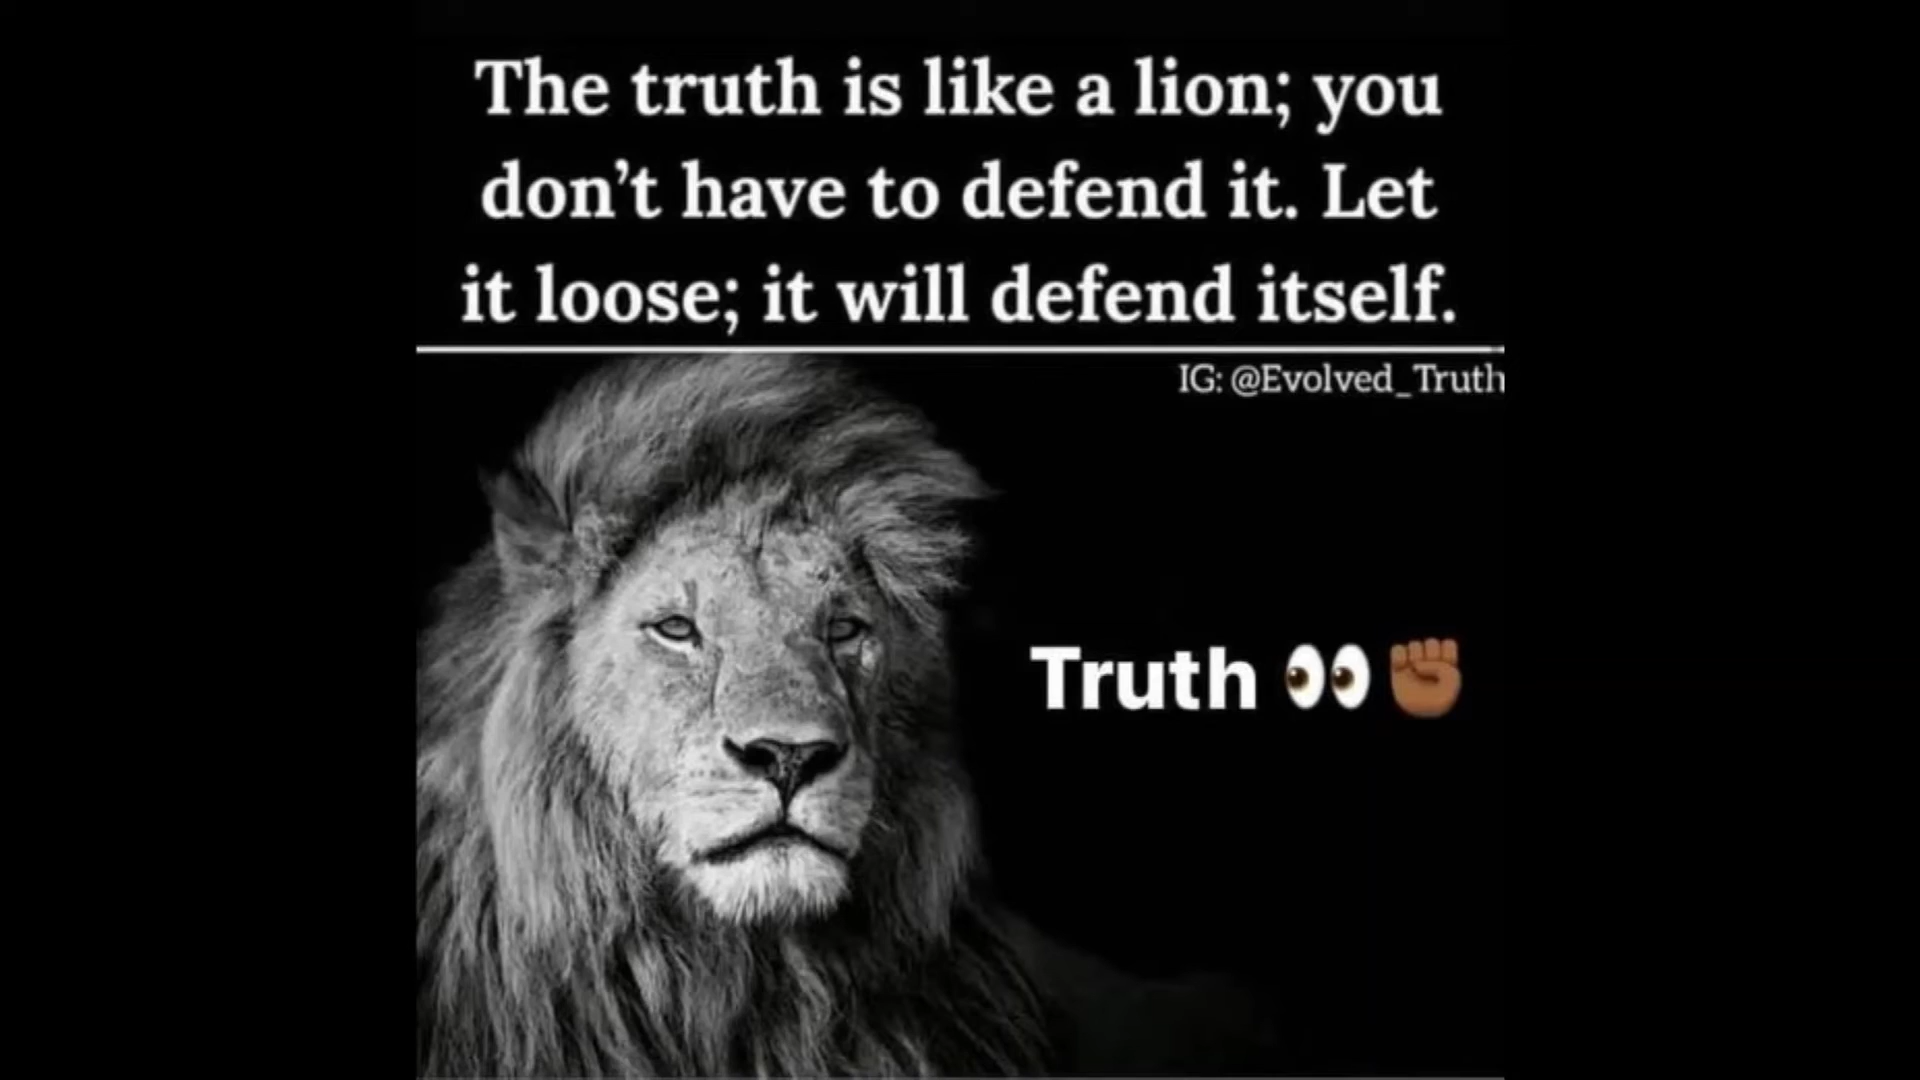 The truth is like a lion; you
don't have to defend it. Let
it loose; it will defend itself.
IG: @Evolved_Truth
Truth 👀✊🏾